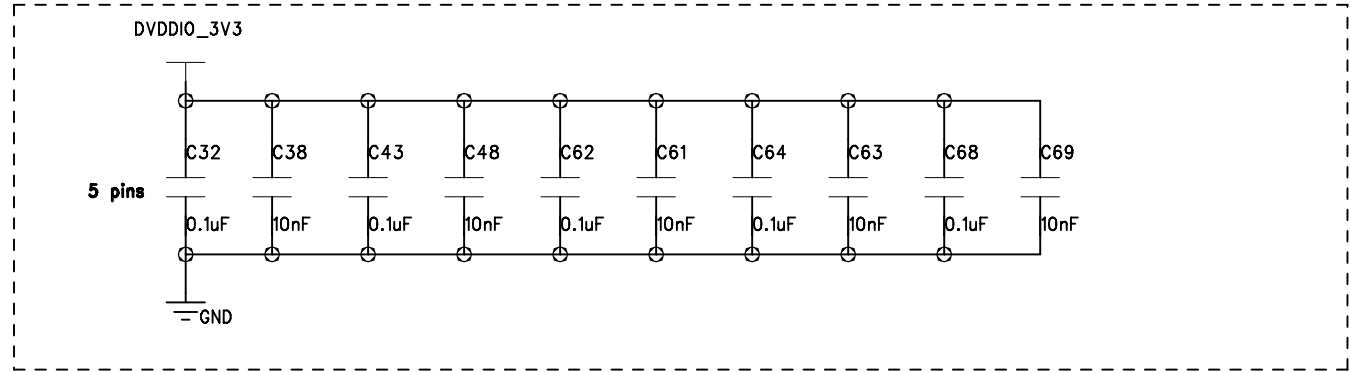 DVDDIO_3V3
C32 C38 C43 C48 C62 C61 C64 C63 C68 C69
5 pins
0.1uF 10nF 0.1uF 10nF 0.1uF 10nF 0.1uF 10nF 0.1uF 10nF
GND